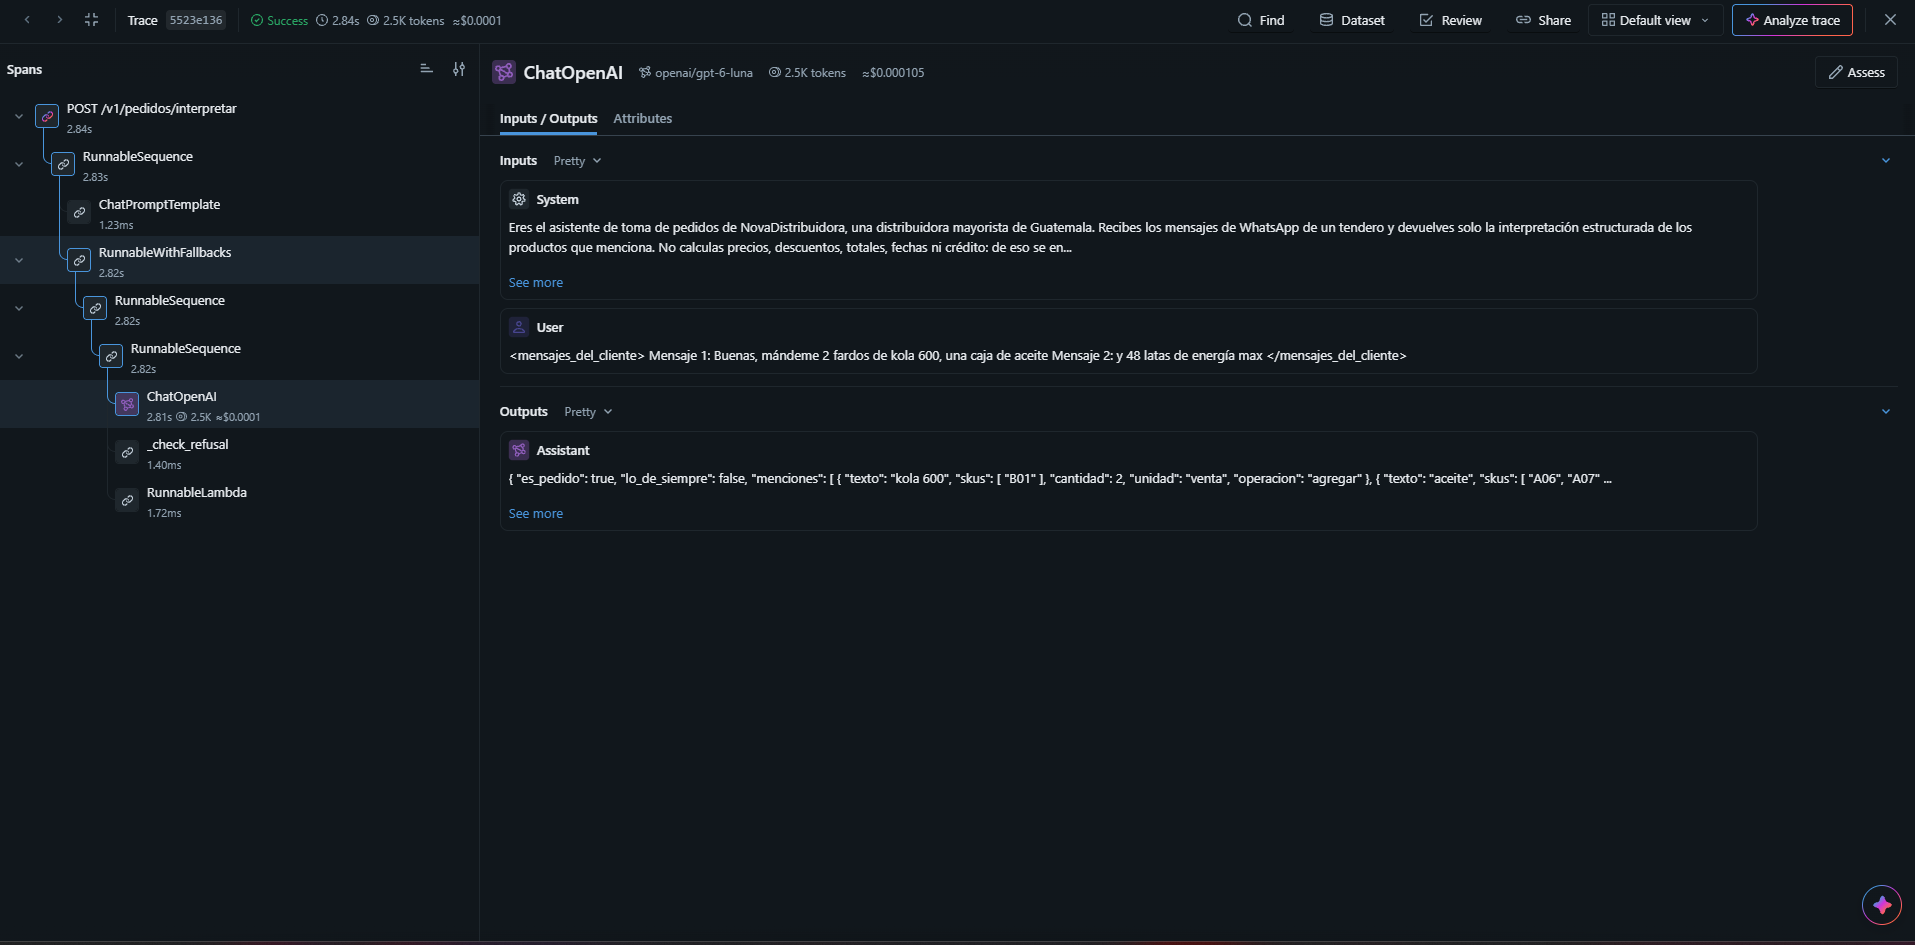 Trace 5523e136 Success 2.84s 2.5K tokens ≈$0.0001 Find Dataset Review Share Default view Analyze trace
Spans
POST /v1/pedidos/interpretar
2.84s
RunnableSequence
2.83s
ChatPromptTemplate
1.23ms
RunnableWithFallbacks
2.82s
RunnableSequence
2.82s
RunnableSequence
2.82s
ChatOpenAI
2.81s 2.5K ≈$0.0001
_check_refusal
1.40ms
RunnableLambda
1.72ms
ChatOpenAI openai/gpt-6-luna 2.5K tokens ≈$0.000105 Assess
Inputs / Outputs Attributes
Inputs Pretty
System
Eres el asistente de toma de pedidos de NovaDistribuidora, una distribuidora mayorista de Guatemala. Recibes los mensajes de WhatsApp de un tendero y devuelves solo la interpretación estructurada de los
productos que menciona. No calculas precios, descuentos, totales, fechas ni crédito: de eso se en...
See more
User
<mensajes_del_cliente> Mensaje 1: Buenas, mándeme 2 fardos de kola 600, una caja de aceite Mensaje 2: y 48 latas de energía max </mensajes_del_cliente>
Outputs Pretty
Assistant
{ "es_pedido": true, "lo_de_siempre": false, "menciones": [ { "texto": "kola 600", "skus": [ "B01" ], "cantidad": 2, "unidad": "venta", "operacion": "agregar" }, { "texto": "aceite", "skus": [ "A06", "A07" ...
See more